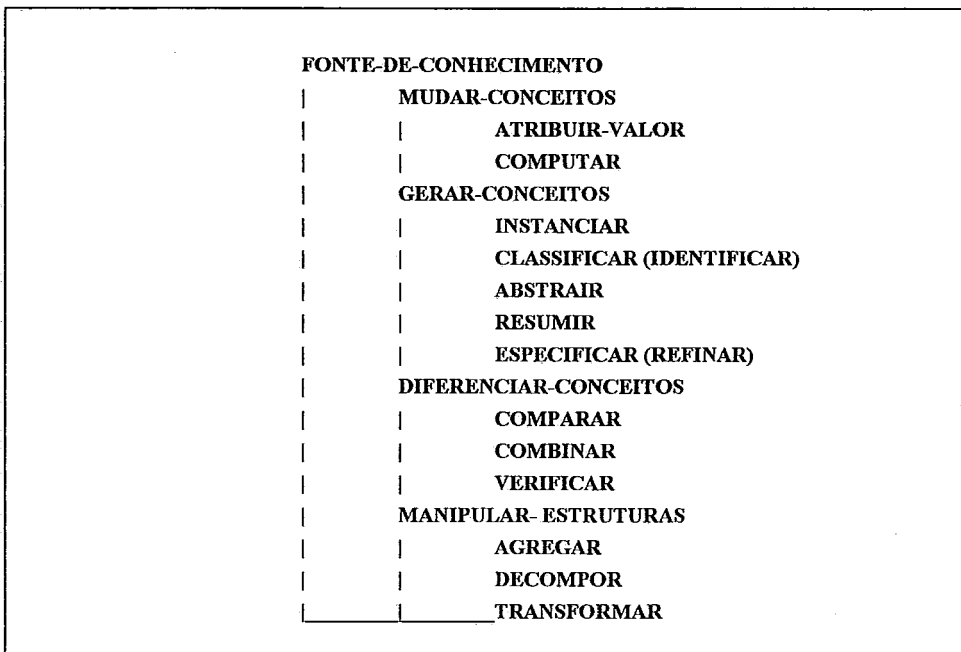 FONTE-DE-CONHECIMENTO
MUDAR-CONCEITOS
ATRIBUIR-VALOR
COMPUTAR
GERAR-CONCEITOS
INSTANCIAR
CLASSIFICAR (IDENTIFICAR)
ABSTRAIR
RESUMIR
ESPECIFICAR (REFINAR)
DIFERENCIAR-CONCEITOS
COMPARAR
COMBINAR
VERIFICAR
MANIPULAR- ESTRUTURAS
AGREGAR
DECOMPOR
TRANSFORMAR